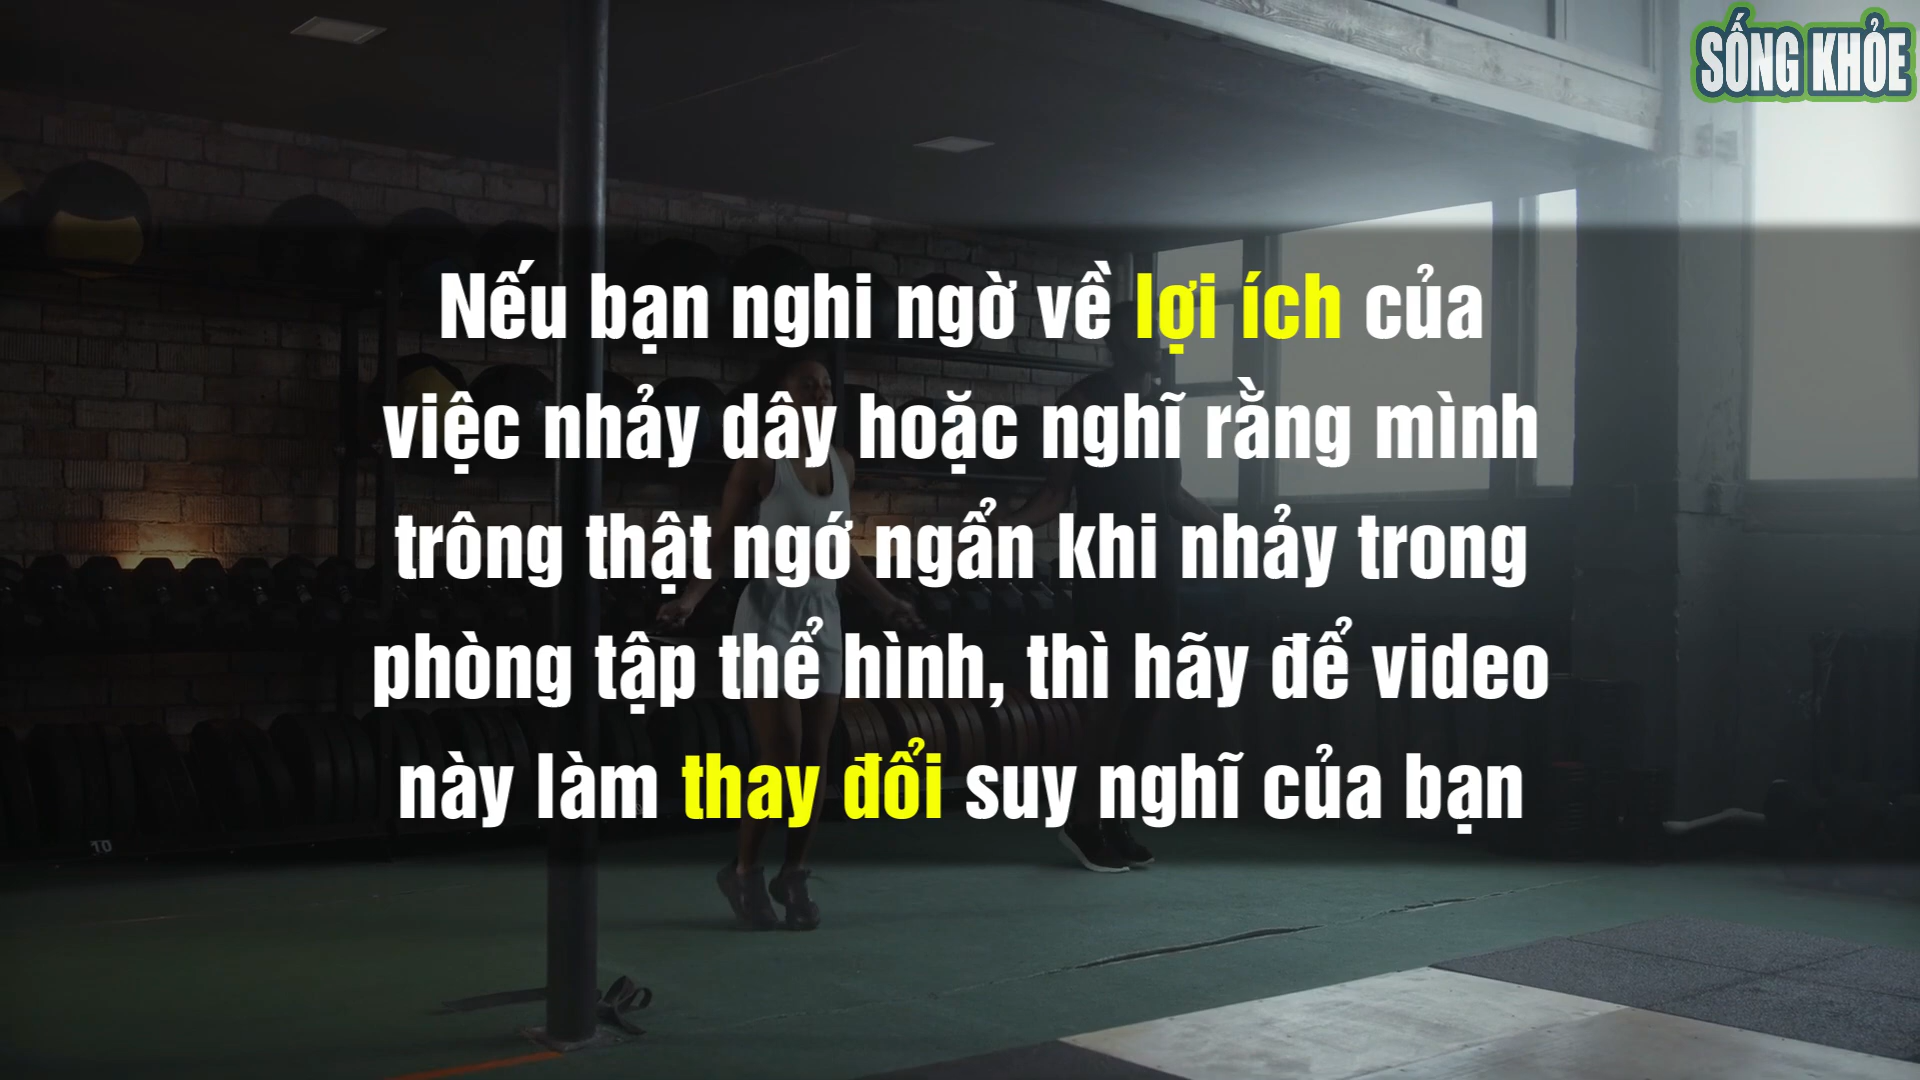 SỐNG KHỎE
Nếu bạn nghi ngờ về lợi ích của
việc nhảy dây hoặc nghĩ rằng mình
trông thật ngớ ngẩn khi nhảy trong
phòng tập thể hình, thì hãy để video
này làm thay đổi suy nghĩ của bạn
10